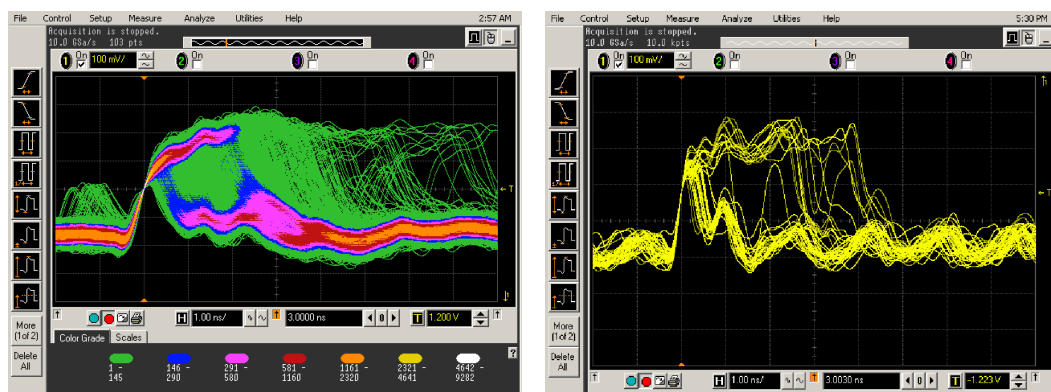 File Control Setup Measure Analyze Utilities Help 2:57 AM
Acquisition is stopped.
10.0 GSa/s 103 pts
1 On 100 mV/ 2 On 3 On 4 On
T
1
More
(1 of 2)
Delete
All
H 1.00 ns/ 3.0000 ns 0 T 1.200 V
Color Grade Scales ?
1 - 146 - 291 - 581 - 1161 - 2321 - 4642 -
145 290 580 1160 2320 4641 9282
File Control Setup Measure Analyze Utilities Help 5:30 PM
Acquisition is stopped.
10.0 GSa/s 10.0 kpts
1 On 100 mV/ 2 On 3 On 4 On
1
T
More
(1 of 2)
Delete
All
H 1.00 ns/ 3.0030 ns 0 T -1.223 V